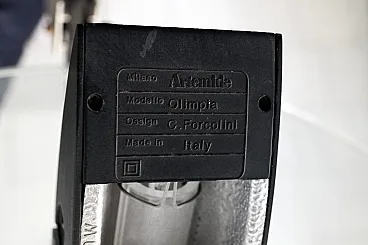 Milano Artemide
Modello Olimpia
Design C. Forcolini
Made in Italy